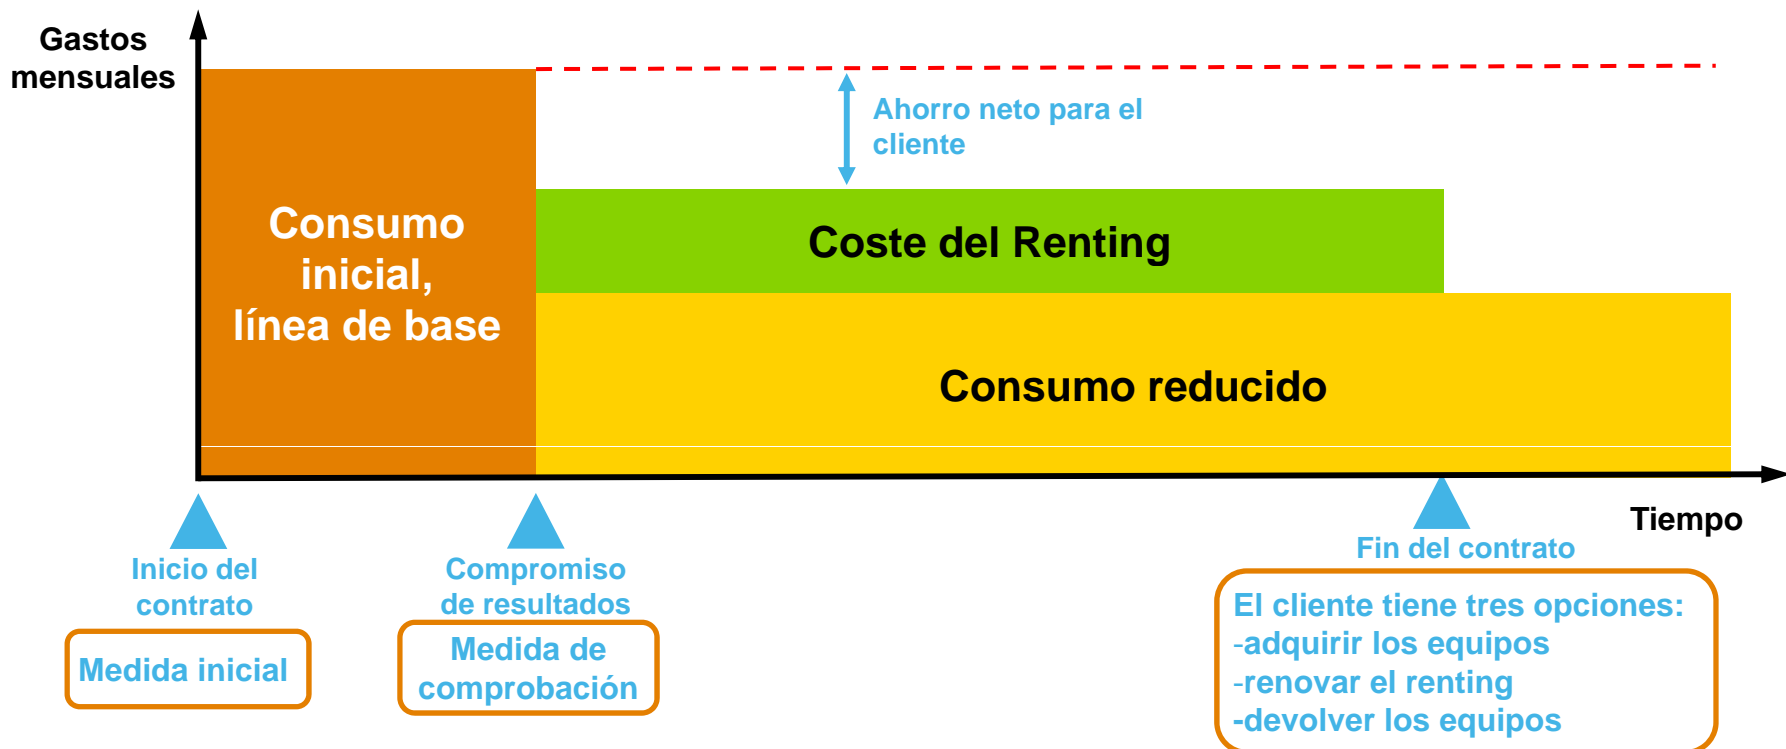 Gastos
mensuales
Ahorro neto para el
cliente
Consumo
inicial,
línea de base
Coste del Renting
Consumo reducido
Tiempo
Inicio del
contrato
Medida inicial
Compromiso
de resultados
Medida de
comprobación
Fin del contrato
El cliente tiene tres opciones:
-adquirir los equipos
-renovar el renting
-devolver los equipos